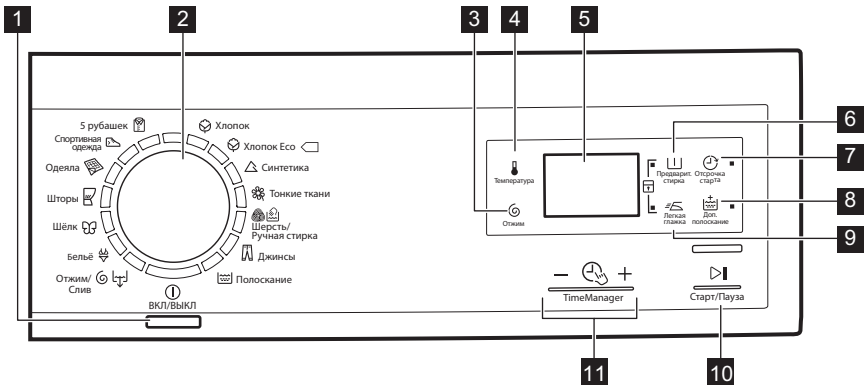 1
2
3
4
5
6
7
8
9
10
11
5 рубашек
Спортивная
одежда
Одеяла
Шторы
Шёлк
Бельё
Отжим/
Слив
ВКЛ/ВЫКЛ
Хлопок
Хлопок Eco
Синтетика
Тонкие ткани
Шерсть/
Ручная стирка
Джинсы
Полоскание
Температура
Отжим
Предварит.
стирка
Отсрочка
старта
Легкая
глажка
Доп.
полоскание
TimeManager
Старт/Пауза